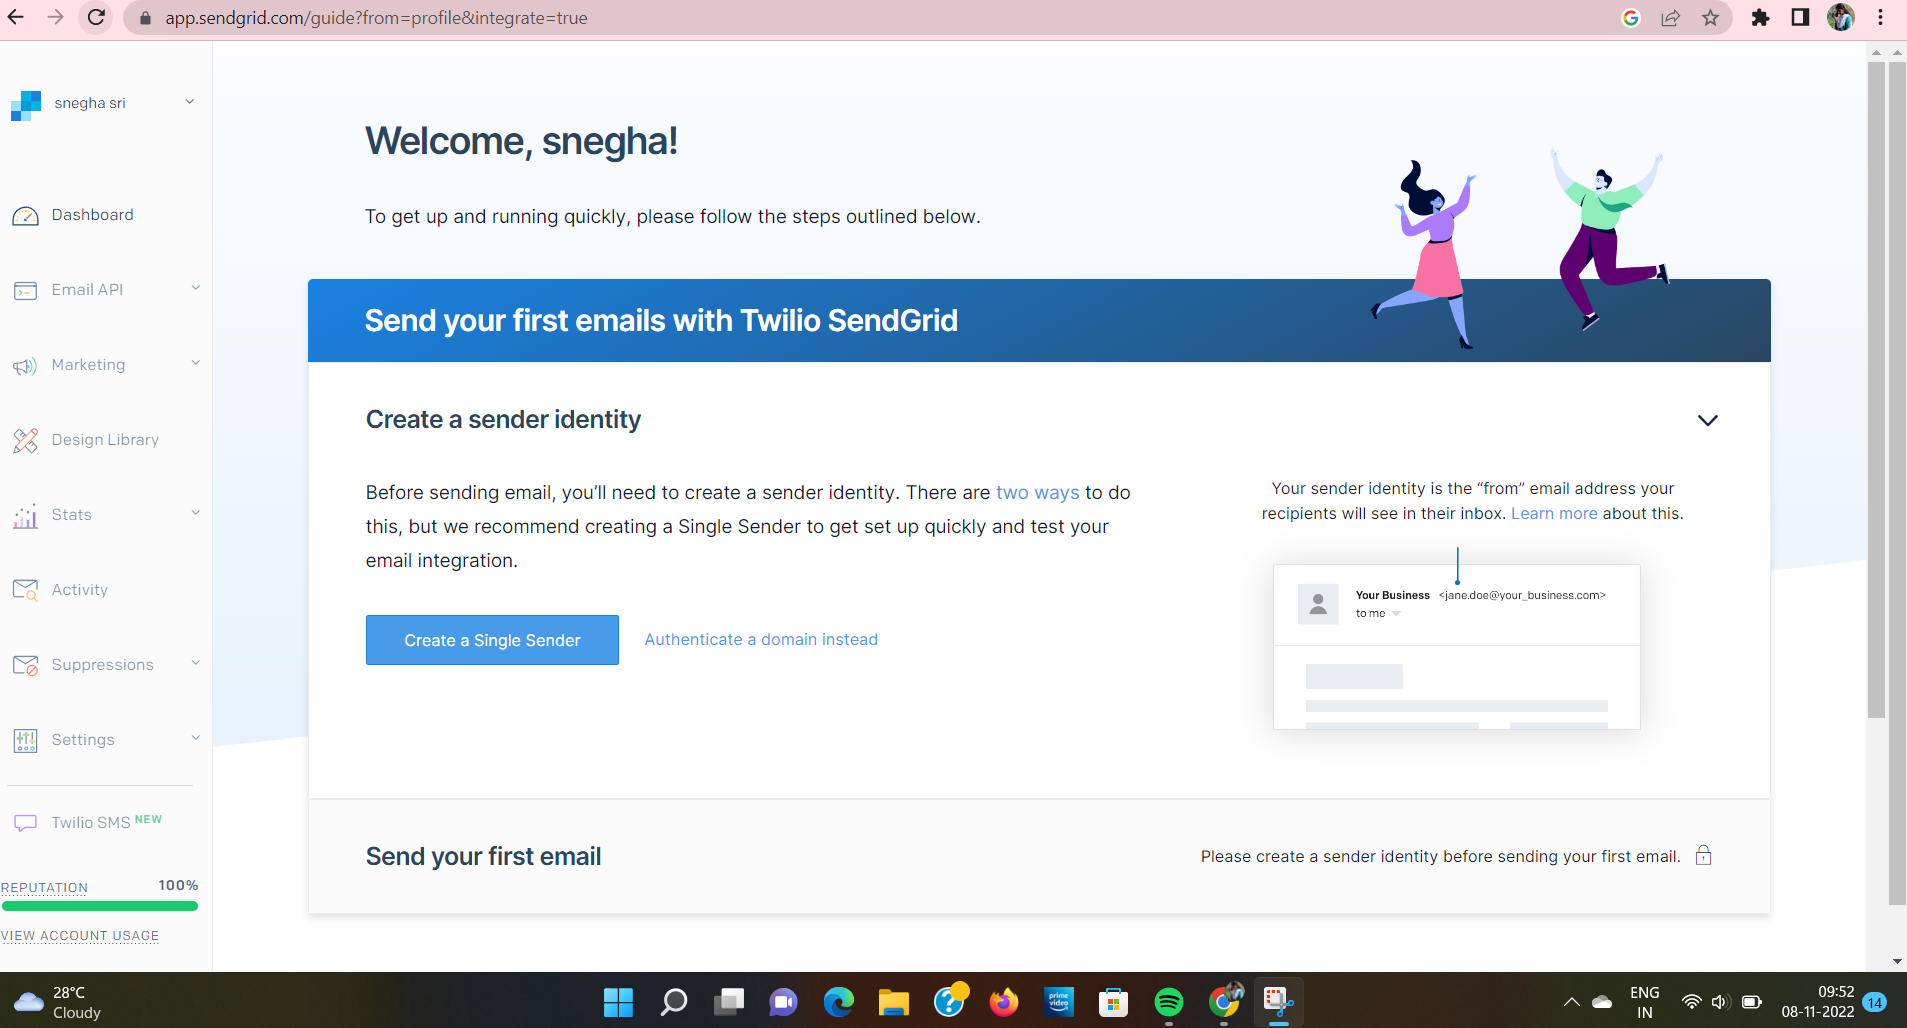 app.sendgrid.com/guide?from=profile&integrate=true
snegha sri
Dashboard
Email API
Marketing
Design Library
Stats
Activity
Suppressions
Settings
Twilio SMS NEW
REPUTATION 100%
VIEW ACCOUNT USAGE
Welcome, snegha!
To get up and running quickly, please follow the steps outlined below.
Send your first emails with Twilio SendGrid
Create a sender identity
Before sending email, you’ll need to create a sender identity. There are two ways to do
this, but we recommend creating a Single Sender to get set up quickly and test your
email integration.
Create a Single Sender
Authenticate a domain instead
Your sender identity is the “from” email address your
recipients will see in their inbox. Learn more about this.
Your Business <jane.doe@your_business.com>
to me
Send your first email
Please create a sender identity before sending your first email.
28°C
Cloudy
prime
video
ENG
IN
09:52
08-11-2022
14